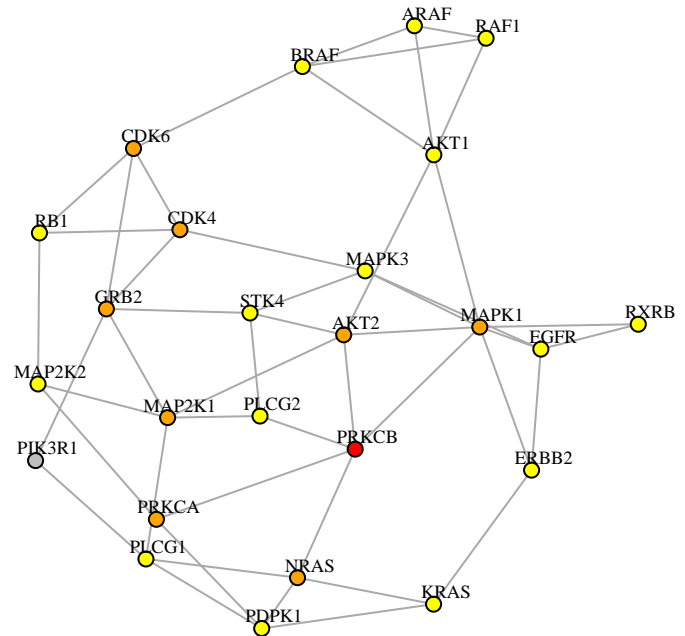 ARAF
RAF1
BRAF
CDK6
AKT1
RB1
CDK4
MAPK3
GRB2
STK4
AKT2
MAPK1
RXRB
EGFR
MAP2K2
MAP2K1
PLCG2
PIK3R1
PRKCB
ERBB2
PRKCA
PLCG1
NRAS
KRAS
PDPK1